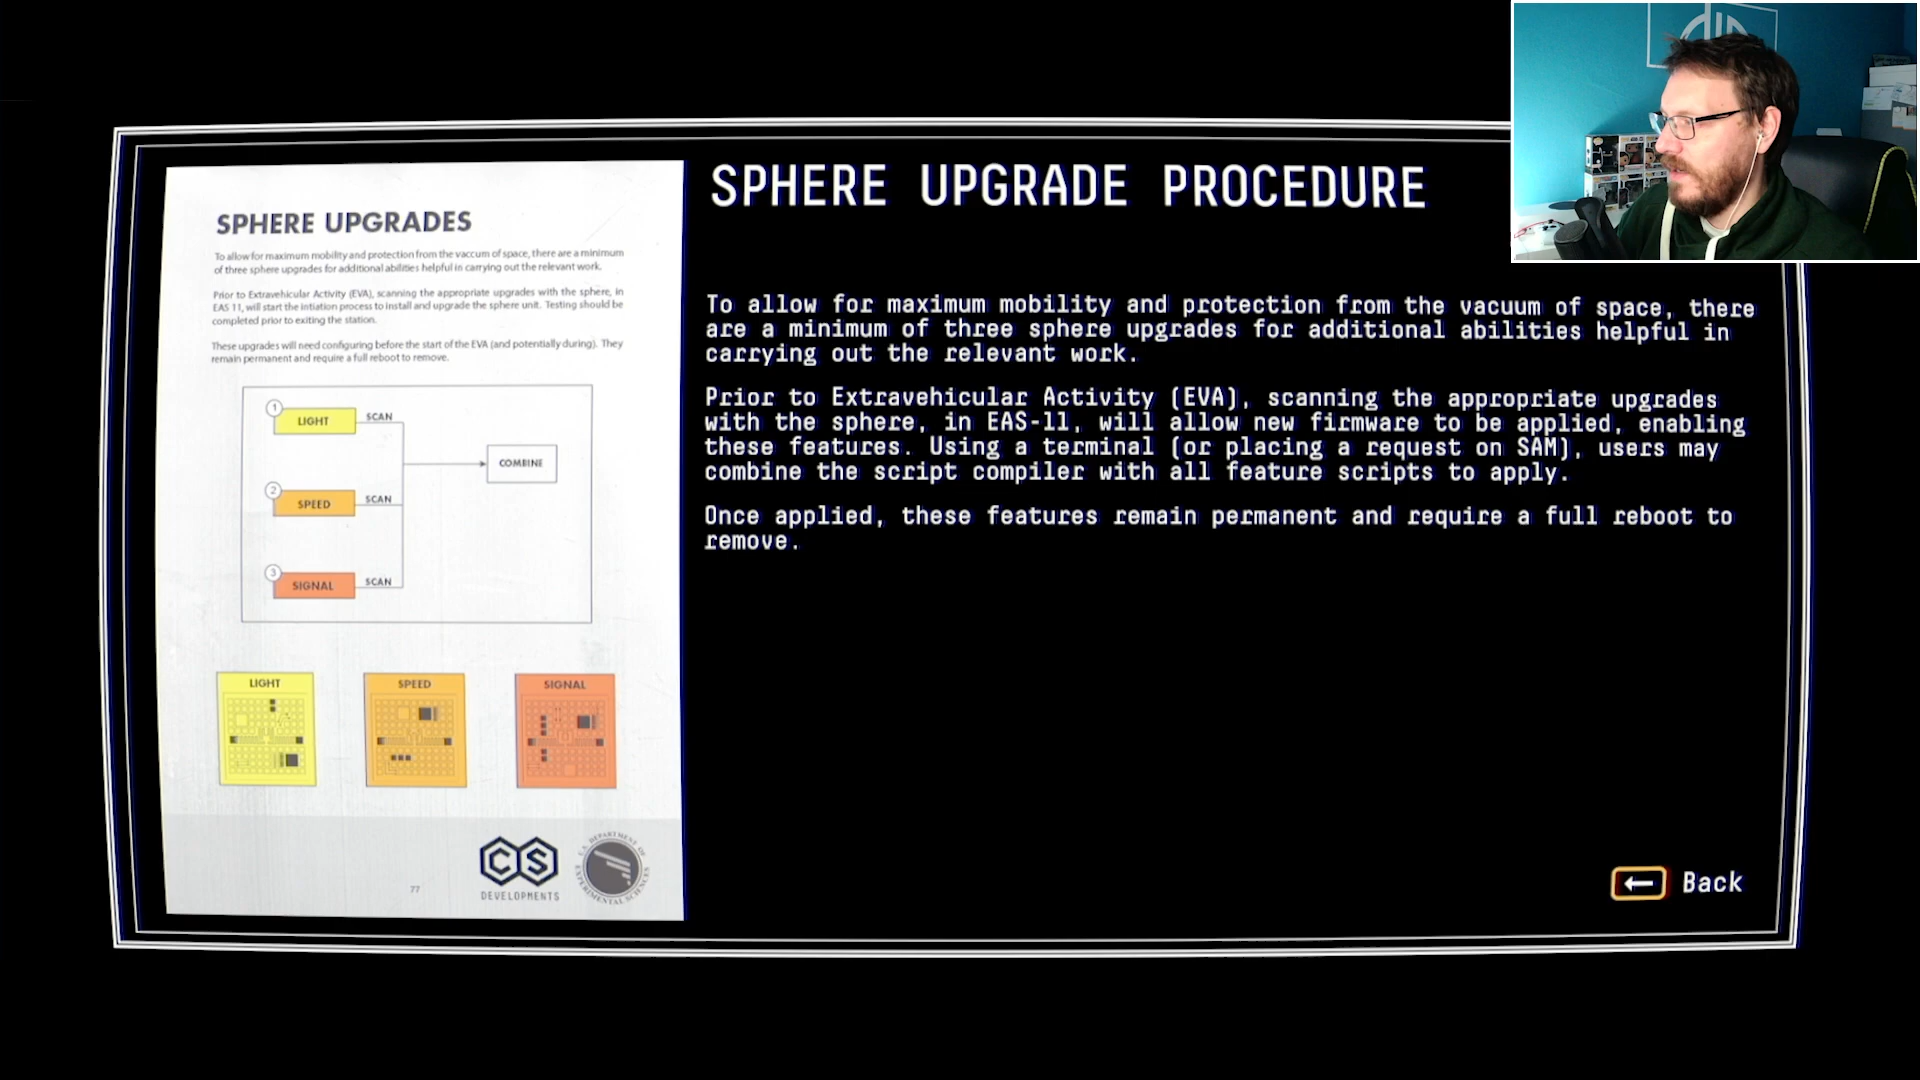 SPHERE UPGRADES
To allow for maximum mobility and protection from the vaccum of space, there are a minimum
of three sphere upgrades for additional abilities helpful in carrying out the relevant work.
Prior to Extravehicular Activity (EVA), scanning the appropriate upgrades with the sphere, in
EAS 11, will start the intiation process to install and upgrade the sphere unit. Testing should be
completed prior to exiting the station.
These upgrades will need configuring before the start of the EVA (and potentially during). They
remain permanent and require a full reboot to remove.
1
LIGHT
SCAN
COMBINE
2
SPEED
SCAN
3
SIGNAL
SCAN
LIGHT
SPEED
SIGNAL
77
CS
DEVELOPMENTS
U.S. DEPARTMENT OF
EXPERIMENTAL SCIENCES
SPHERE UPGRADE PROCEDURE
To allow for maximum mobility and protection from the vacuum of space, there
are a minimum of three sphere upgrades for additional abilities helpful in
carrying out the relevant work.
Prior to Extravehicular Activity (EVA), scanning the appropriate upgrades
with the sphere, in EAS-11, will allow new firmware to be applied, enabling
these features. Using a terminal (or placing a request on SAM), users may
combine the script compiler with all feature scripts to apply.
Once applied, these features remain permanent and require a full reboot to
remove.
Back